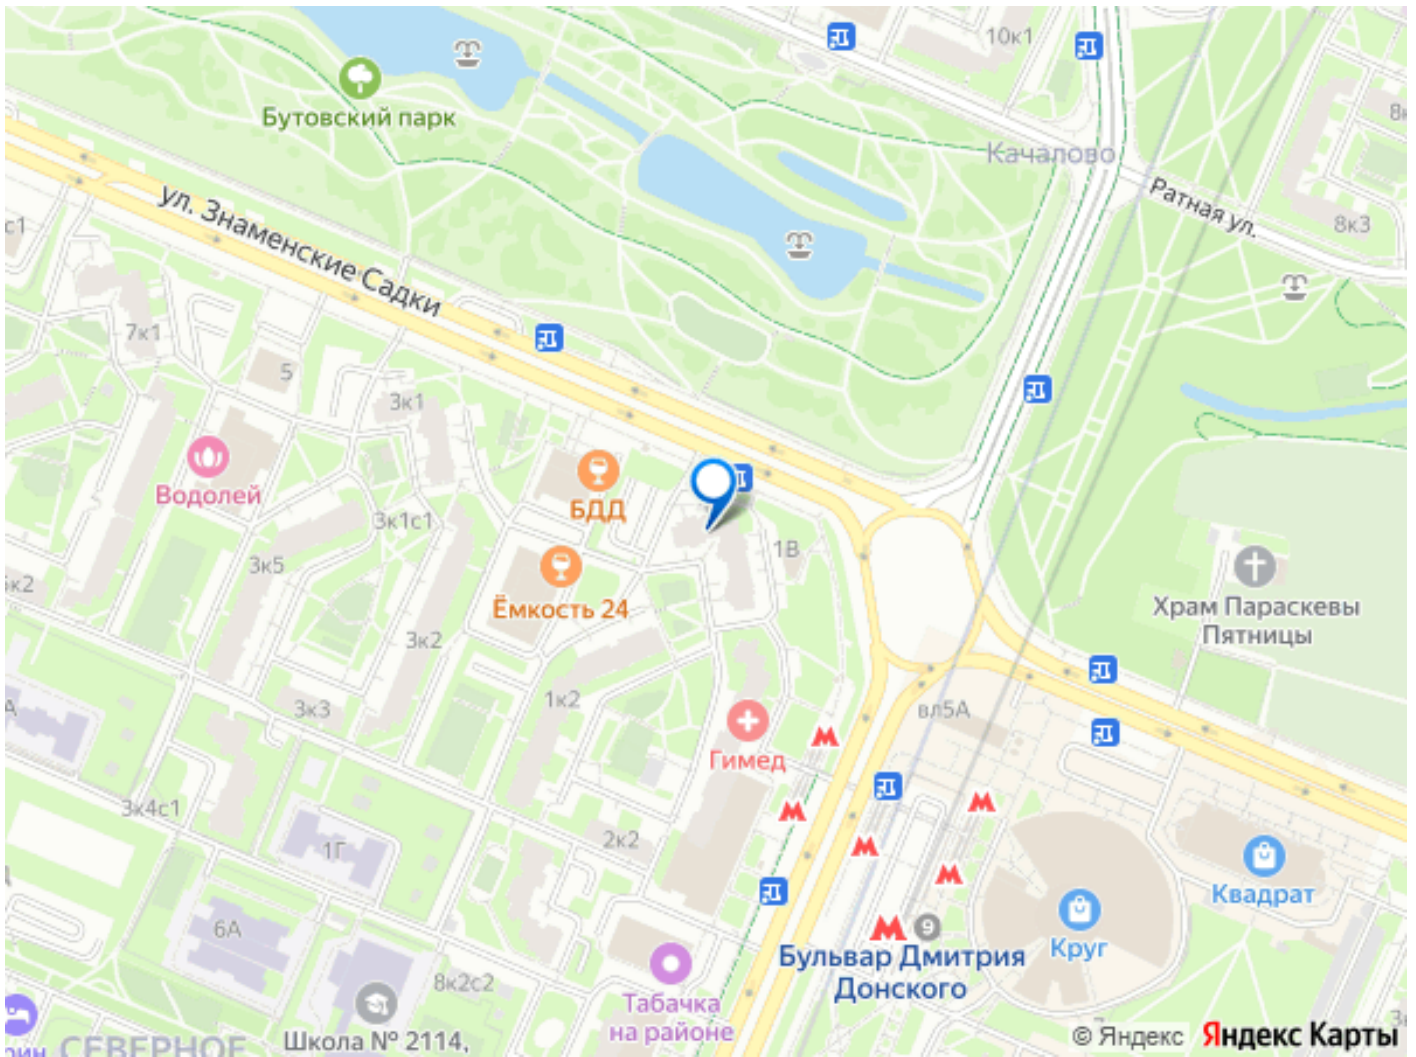 10к1
Бутовский парк
Качалово
Ратная ул.
8к3
ул. Знаменские Садки
с1
7к1
5
3к1
Водолей
БДД
3к1с1
1В
3к5
Ёмкость 24
Храм Параскевы
Пятницы
3к2
1к2
3к3
вл5А
Гимед
3к4с1
1Г
2к2
Квадрат
6А
9
Круг
Бульвар Дмитрия
Донского
8к2с2
Табачка
на районе
Школа № 2114,
СЕВЕРНОЕ
© Яндекс Яндекс Карты